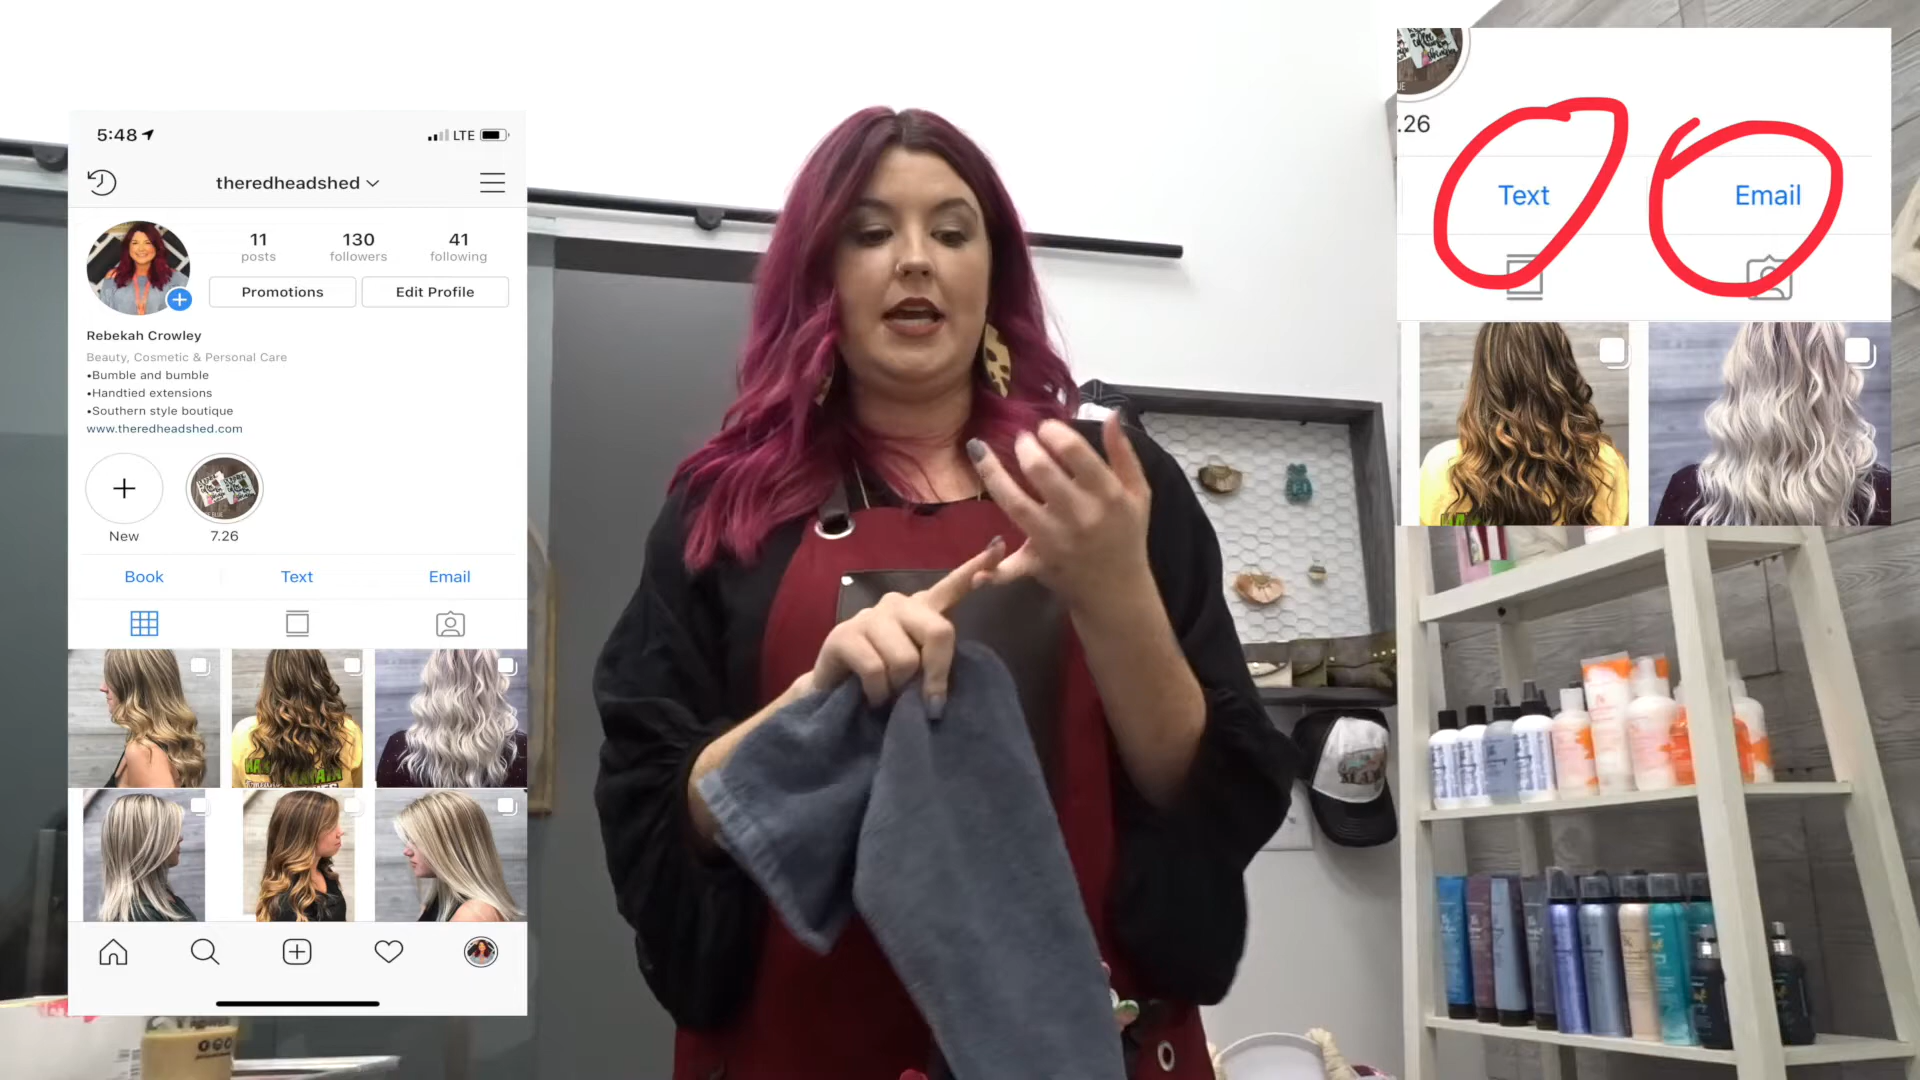 5:48
LTE
theredheadshed
11
130
41
posts
followers
following
Promotions
Edit Profile
Rebekah Crowley
Beauty, Cosmetic & Personal Care
•Bumble and bumble
•Handtied extensions
•Southern style boutique
www.theredheadshed.com
New
7.26
Book
Text
Email
.26
Text
Email